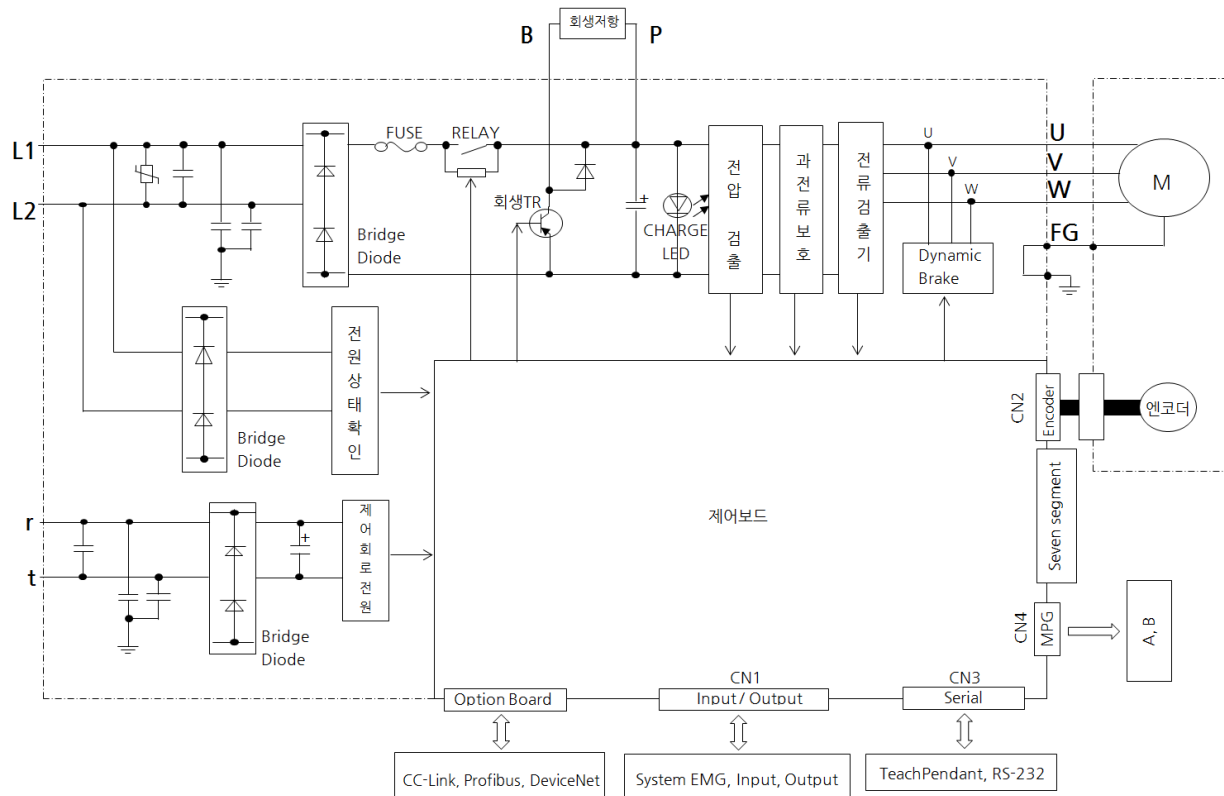 B
회생저항
P
L1
L2
FUSE
RELAY
회생TR
Bridge
Diode
+
CHARGE
LED
전압 검출
과전류보호
전류검출기
U
V
W
Dynamic
Brake
U
V
W
FG
M
Bridge
Diode
전원상태확인
r
t
+
Bridge
Diode
제어회로전원
제어보드
CN2
Encoder
엔코더
Seven segment
CN4
MPG
A, B
Option Board
CN1
Input / Output
CN3
Serial
CC-Link, Profibus, DeviceNet
System EMG, Input, Output
TeachPendant, RS-232